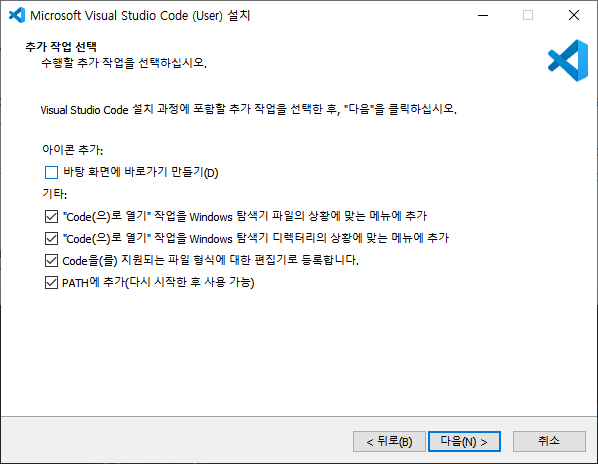 Microsoft Visual Studio Code (User) 설치
추가 작업 선택
수행할 추가 작업을 선택하십시오.
Visual Studio Code 설치 과정에 포함할 추가 작업을 선택한 후, "다음"을 클릭하십시오.
아이콘 추가:
바탕 화면에 바로가기 만들기(D)
기타:
"Code(으)로 열기" 작업을 Windows 탐색기 파일의 상황에 맞는 메뉴에 추가
"Code(으)로 열기" 작업을 Windows 탐색기 디렉터리의 상황에 맞는 메뉴에 추가
Code을(를) 지원되는 파일 형식에 대한 편집기로 등록합니다.
PATH에 추가(다시 시작한 후 사용 가능)
< 뒤로(B) 다음(N) > 취소